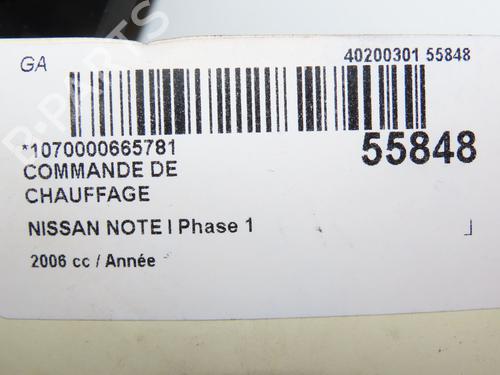 GA
40200301 55848
*1070000665781
55848
COMMANDE DE
CHAUFFAGE
NISSAN NOTE I Phase 1
2006 cc / Année